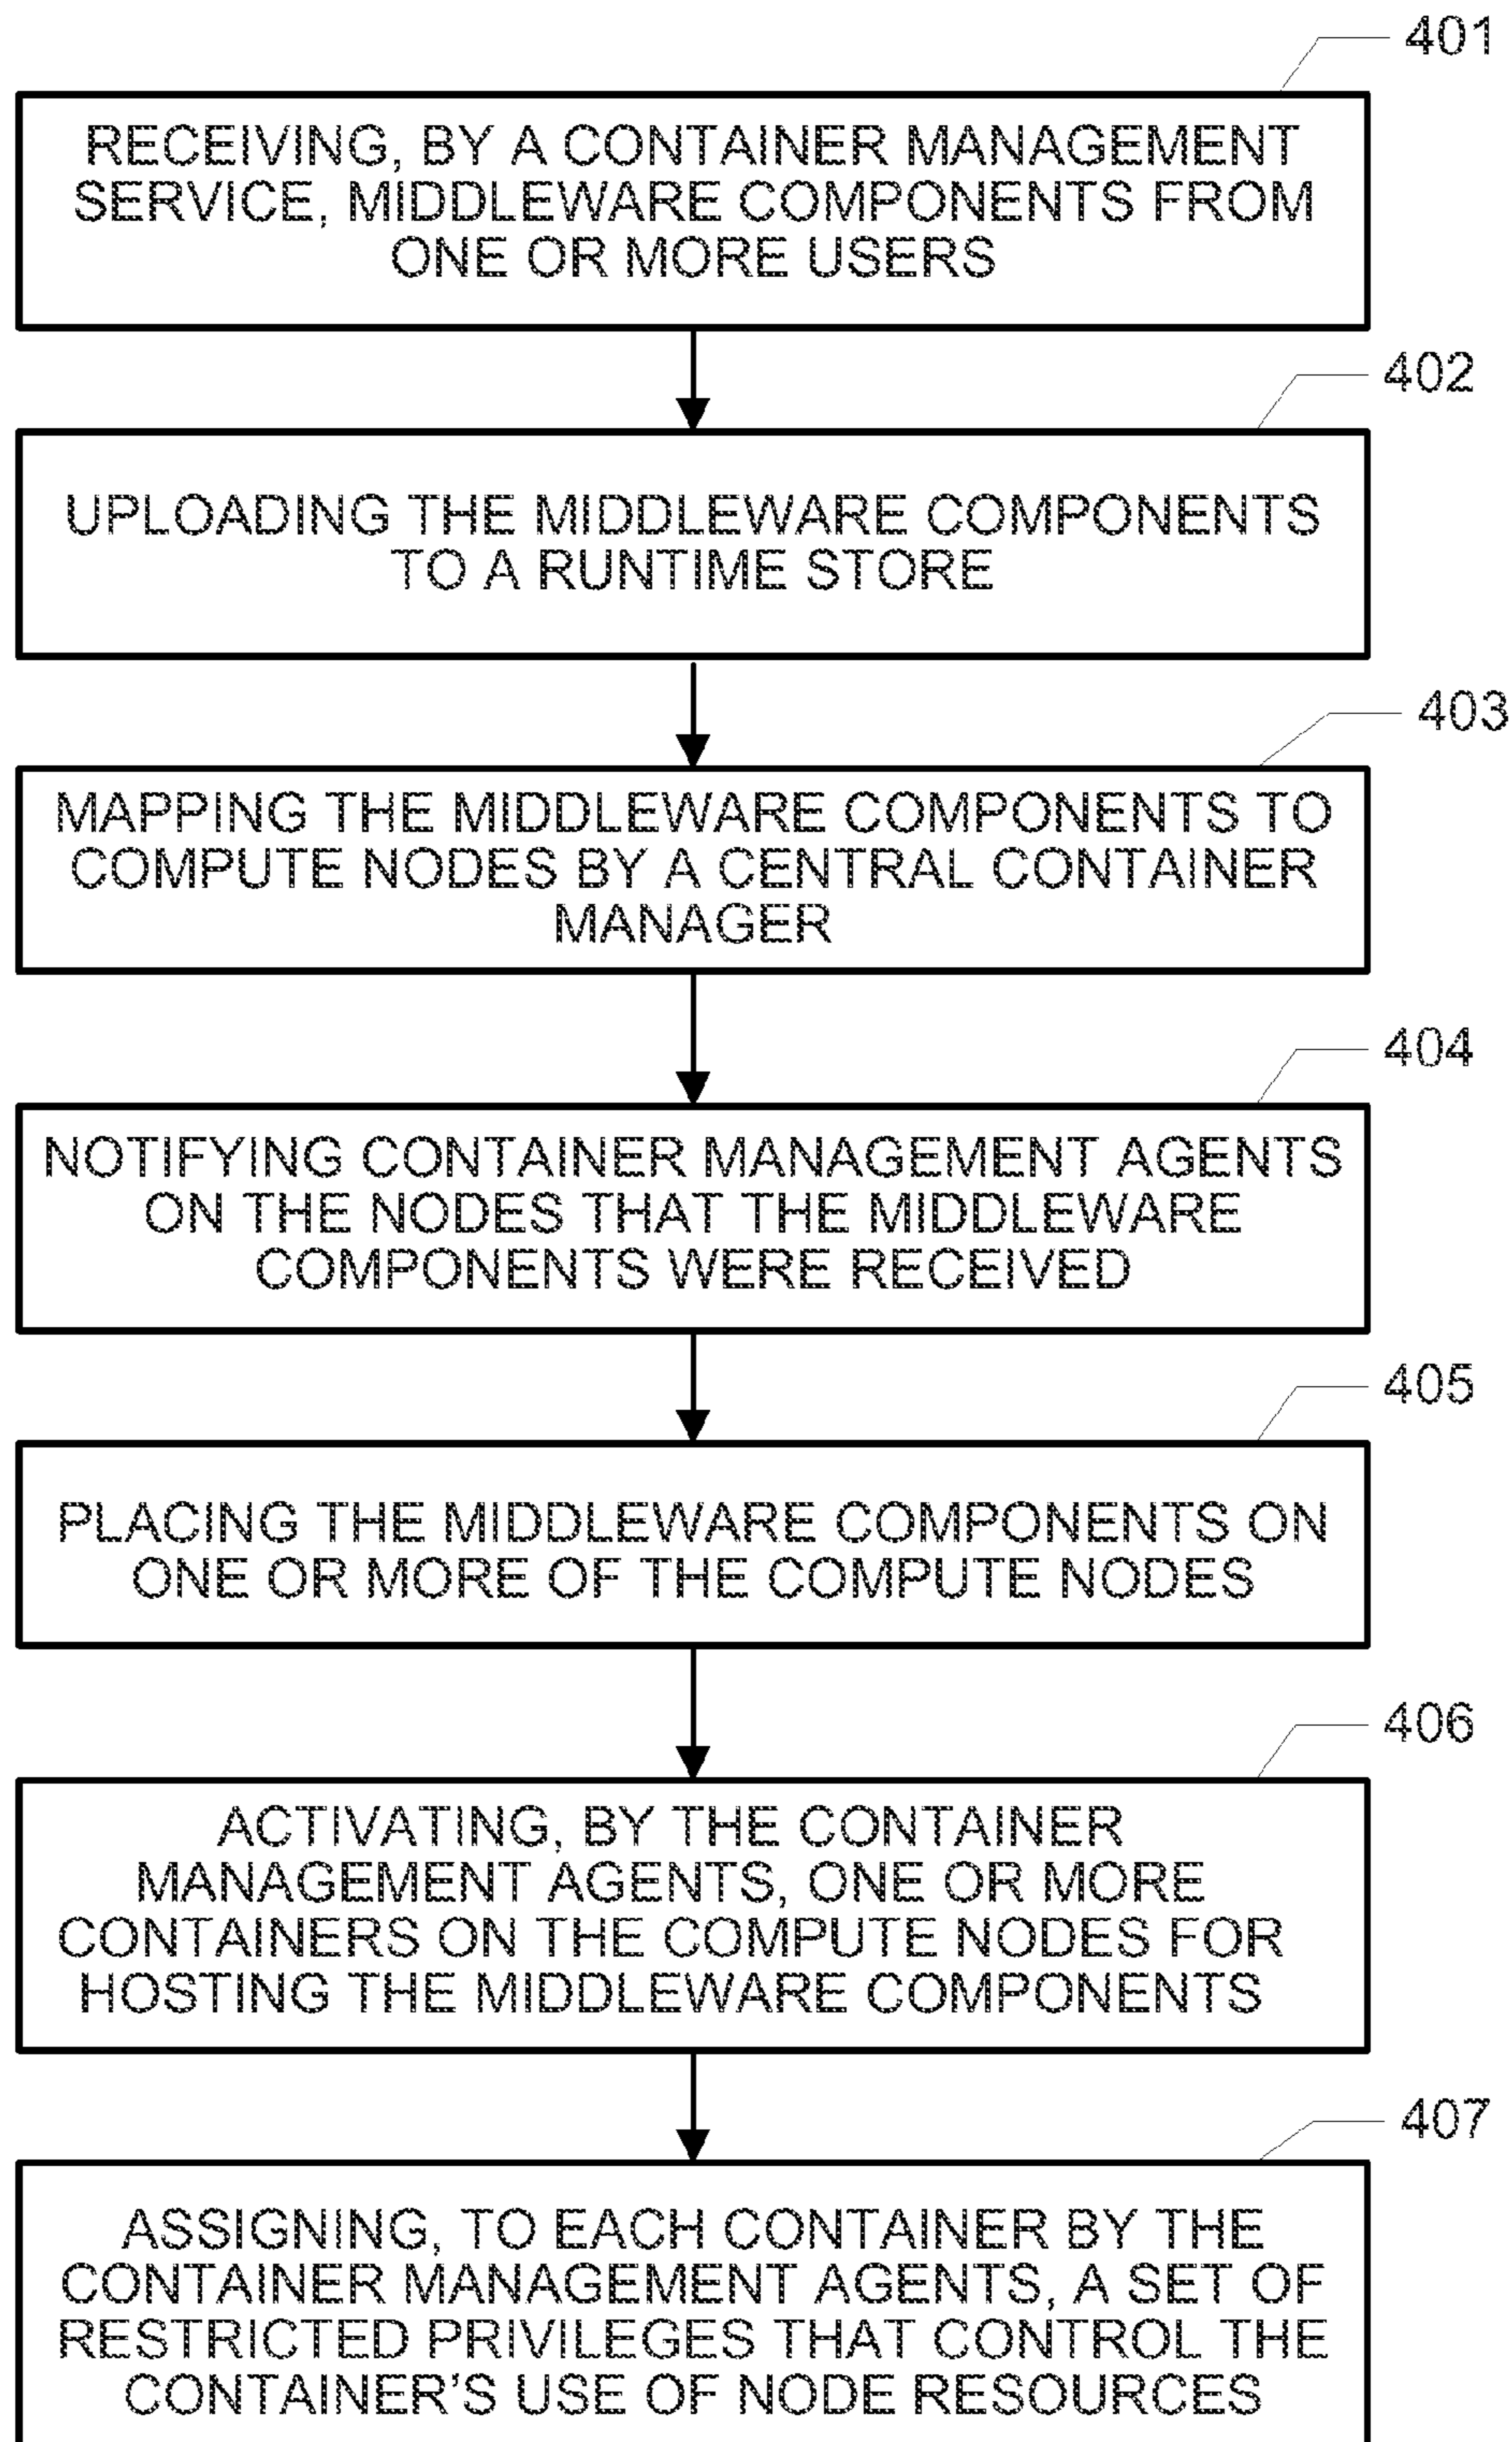 401
RECEIVING, BY A CONTAINER MANAGEMENT
SERVICE, MIDDLEWARE COMPONENTS FROM
ONE OR MORE USERS
402
UPLOADING THE MIDDLEWARE COMPONENTS
TO A RUNTIME STORE
403
MAPPING THE MIDDLEWARE COMPONENTS TO
COMPUTE NODES BY A CENTRAL CONTAINER
MANAGER
404
NOTIFYING CONTAINER MANAGEMENT AGENTS
ON THE NODES THAT THE MIDDLEWARE
COMPONENTS WERE RECEIVED
405
PLACING THE MIDDLEWARE COMPONENTS ON
ONE OR MORE OF THE COMPUTE NODES
406
ACTIVATING, BY THE CONTAINER
MANAGEMENT AGENTS, ONE OR MORE
CONTAINERS ON THE COMPUTE NODES FOR
HOSTING THE MIDDLEWARE COMPONENTS
407
ASSIGNING, TO EACH CONTAINER BY THE
CONTAINER MANAGEMENT AGENTS, A SET OF
RESTRICTED PRIVILEGES THAT CONTROL THE
CONTAINER'S USE OF NODE RESOURCES